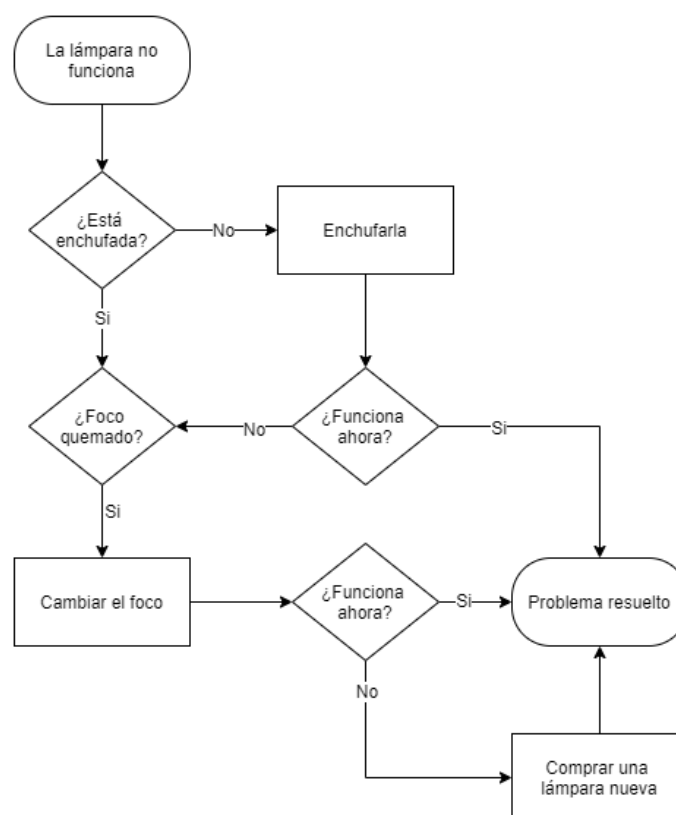 La lámpara no
funciona
¿Está
enchufada?
No
Enchufarla
Si
¿Foco
quemado?
No
¿Funciona
ahora?
Si
Si
Cambiar el foco
¿Funciona
ahora?
Si
Problema resuelto
No
Comprar una
lámpara nueva